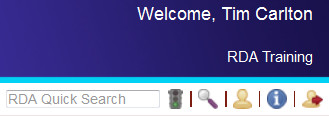 Welcome, Tim Carlton
RDA Training
RDA Quick Search